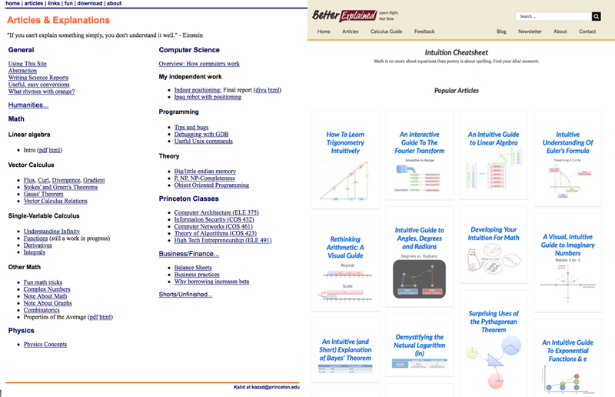 home | articles | links | fun | download | about
Articles & Explanations
"If you can't explain something simply, you don't understand it well." - Einstein
General
Using This Site
Abstraction
Writing Science Reports
Useful, easy conversions
What rhymes with orange?
Humanities...
Math
Linear algebra
Intro (pdf html)
Vector Calculus
Flux, Curl, Divergence, Gradient
Stokes' and Green's Theorems
Gauss' Theorem
Vector Calculus Relations
Single-Variable Calculus
Understanding Infinity
Functions (still a work in progress)
Derivatives
Integrals
Other Math
Fun math tricks
Complex Numbers
Note About Math
Note About Graphs
Combinatorics
Properties of the Average (pdf html)
Physics
Physics Concepts
Computer Science
Overview: How computers work
My independent work
Indoor positioning; Final report (djvu html)
Ipaq robot with positioning
Programming
Tips and bugs
Debugging with GDB
Useful Unix commands
Theory
Big/little endian memory
P, NP, NP-Completeness
Object Oriented Programming
Princeton Classes
Computer Architecture (ELE 375)
Information Security (COS 432)
Computer Networks (COS 461)
Theory of Algorithms (COS 423)
High Tech Entrepreneurship (ELE 491)
Business/Finance...
Balance Sheets
Business practices
Why borrowing increases beta
Shorts/Unfinished...
Kalid at kazad@princeton.edu
Better Explained
Learn Right,
Not Rote
Search ...
Home Articles Calculus Guide Feedback Blog Newsletter About Contact
Intuition Cheatsheet
Math is no more about equations than poetry is about spelling. Find your Aha! moment.
Popular Articles
How To Learn
Trigonometry
Intuitively
An Interactive
Guide To The
Fourier Transform
Smoothie to Recipe
An Intuitive Guide
to Linear Algebra
Intuitive
Understanding Of
Euler's Formula
Traversing A Circle
Rethinking
Arithmetic: A
Visual Guide
Repeat
Scale
Intuitive Guide to
Angles, Degrees
and Radians
Degrees vs. Radians
Developing Your
Intuition For Math
A Visual, Intuitive
Guide to Imaginary
Numbers
Rotate 1 to -1
An Intuitive (and
Short) Explanation
of Bayes' Theorem
Demystifying the
Natural Logarithm
(ln)
Surprising Uses of
the Pythagorean
Theorem
An Intuitive Guide
To Exponential
Functions & e